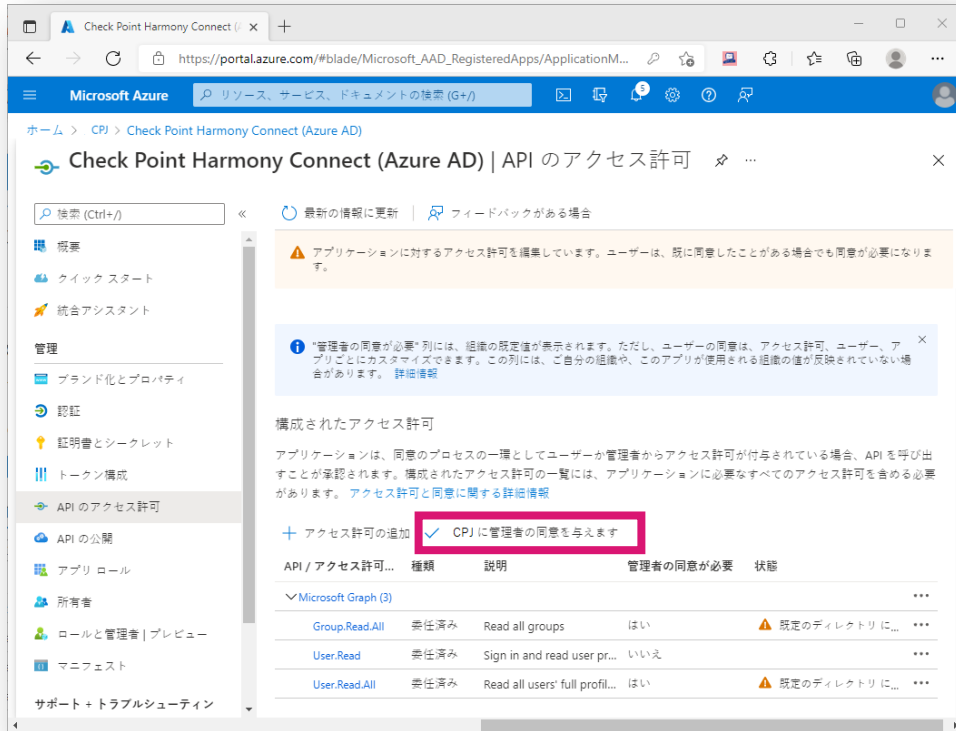 Check Point Harmony Connect (A
https://portal.azure.com/#blade/Microsoft_AAD_RegisteredApps/ApplicationM...
Microsoft Azure
リソース、サービス、ドキュメントの検索 (G+/)
5
ホーム > CPJ > Check Point Harmony Connect (Azure AD)
Check Point Harmony Connect (Azure AD) | API のアクセス許可
検索 (Ctrl+/)
最新の情報に更新
フィードバックがある場合
概要
クイック スタート
統合アシスタント
管理
ブランド化とプロパティ
認証
証明書とシークレット
トークン構成
API のアクセス許可
API の公開
アプリ ロール
所有者
ロールと管理者 | プレビュー
マニフェスト
サポート + トラブルシューティン
アプリケーションに対するアクセス許可を編集しています。ユーザーは、既に同意したことがある場合でも同意が必要になりま
す。
"管理者の同意が必要" 列には、組織の既定値が表示されます。ただし、ユーザーの同意は、アクセス許可、ユーザー、ア
プリごとにカスタマイズできます。この列には、ご自分の組織や、このアプリが使用される組織の値が反映されていない場
合があります。 詳細情報
構成されたアクセス許可
アプリケーションは、同意のプロセスの一環としてユーザーか管理者からアクセス許可が付与されている場合、API を呼び出
すことが承認されます。構成されたアクセス許可の一覧には、アプリケーションに必要なすべてのアクセス許可を含める必要
があります。 アクセス許可と同意に関する詳細情報
アクセス許可の追加
CPJ に管理者の同意を与えます
API / アクセス許可... 種類 説明 管理者の同意が必要 状態
Microsoft Graph (3)
Group.Read.All 委任済み Read all groups はい 既定のディレクトリ に...
User.Read 委任済み Sign in and read user pr... いいえ
User.Read.All 委任済み Read all users' full profil... はい 既定のディレクトリ に...